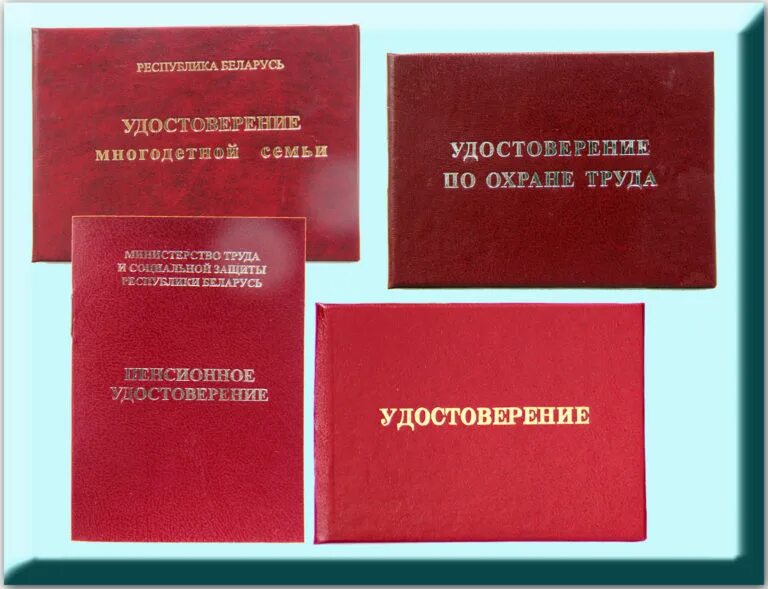 РЕСПУБЛИКА БЕЛАРУСЬ
УДОСТОВЕРЕНИЕ
МНОГОДЕТНОЙ СЕМЬИ
УДОСТОВЕРЕНИЕ
ПО ОХРАНЕ ТРУДА
МИНИСТЕРСТВО ТРУДА
И СОЦИАЛЬНОЙ ЗАЩИТЫ
РЕСПУБЛИКИ БЕЛАРУСЬ
ПЕНСИОННОЕ
УДОСТОВЕРЕНИЕ
УДОСТОВЕРЕНИЕ